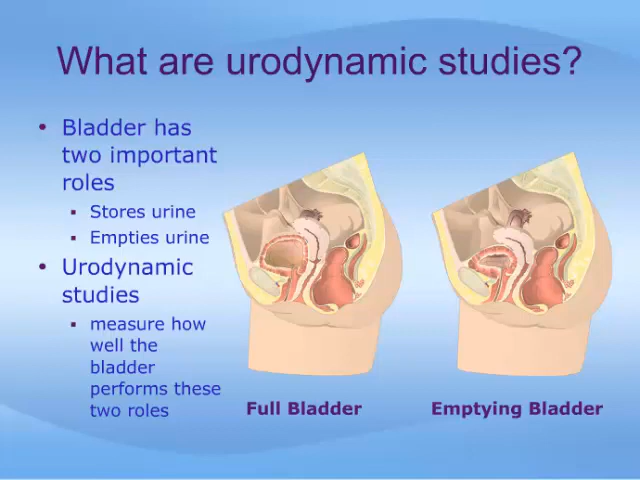 What are urodynamic studies?
• Bladder has
two important
roles
▪ Stores urine
▪ Empties urine
• Urodynamic
studies
▪ measure how
well the
bladder
performs these
two roles
Full Bladder
Emptying Bladder